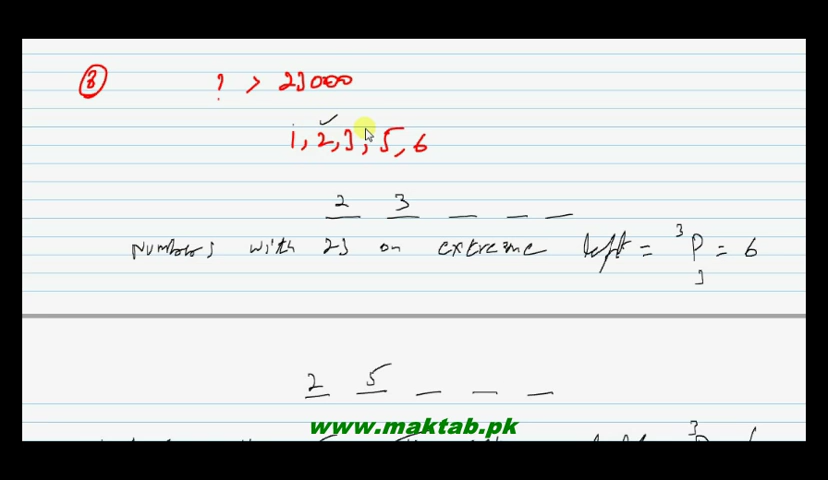 8 ? > 23000
1, 2, 3, 5, 6
2 3 _ _ _
Numbers with 23 on extreme left = ³P₃ = 6
2 5 _ _ _
www.maktab.pk